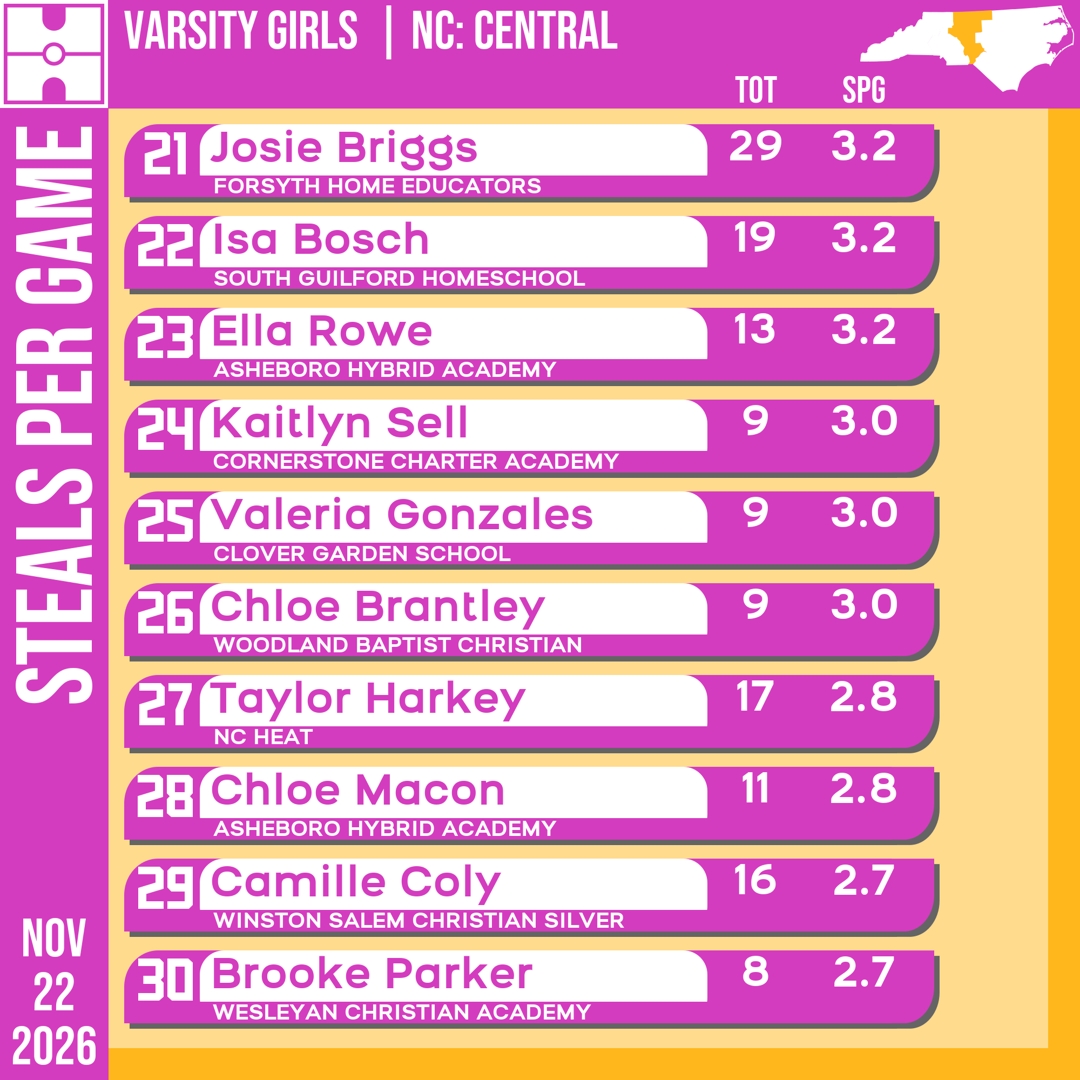 VARSITY GIRLS | NC: CENTRAL
TOT SPG
STEALS PER GAME
21 Josie Briggs 29 3.2
FORSYTH HOME EDUCATORS
22 Isa Bosch 19 3.2
SOUTH GUILFORD HOMESCHOOL
23 Ella Rowe 13 3.2
ASHEBORO HYBRID ACADEMY
24 Kaitlyn Sell 9 3.0
CORNERSTONE CHARTER ACADEMY
25 Valeria Gonzales 9 3.0
CLOVER GARDEN SCHOOL
26 Chloe Brantley 9 3.0
WOODLAND BAPTIST CHRISTIAN
27 Taylor Harkey 17 2.8
NC HEAT
28 Chloe Macon 11 2.8
ASHEBORO HYBRID ACADEMY
29 Camille Coly 16 2.7
WINSTON SALEM CHRISTIAN SILVER
30 Brooke Parker 8 2.7
WESLEYAN CHRISTIAN ACADEMY
NOV
22
2026